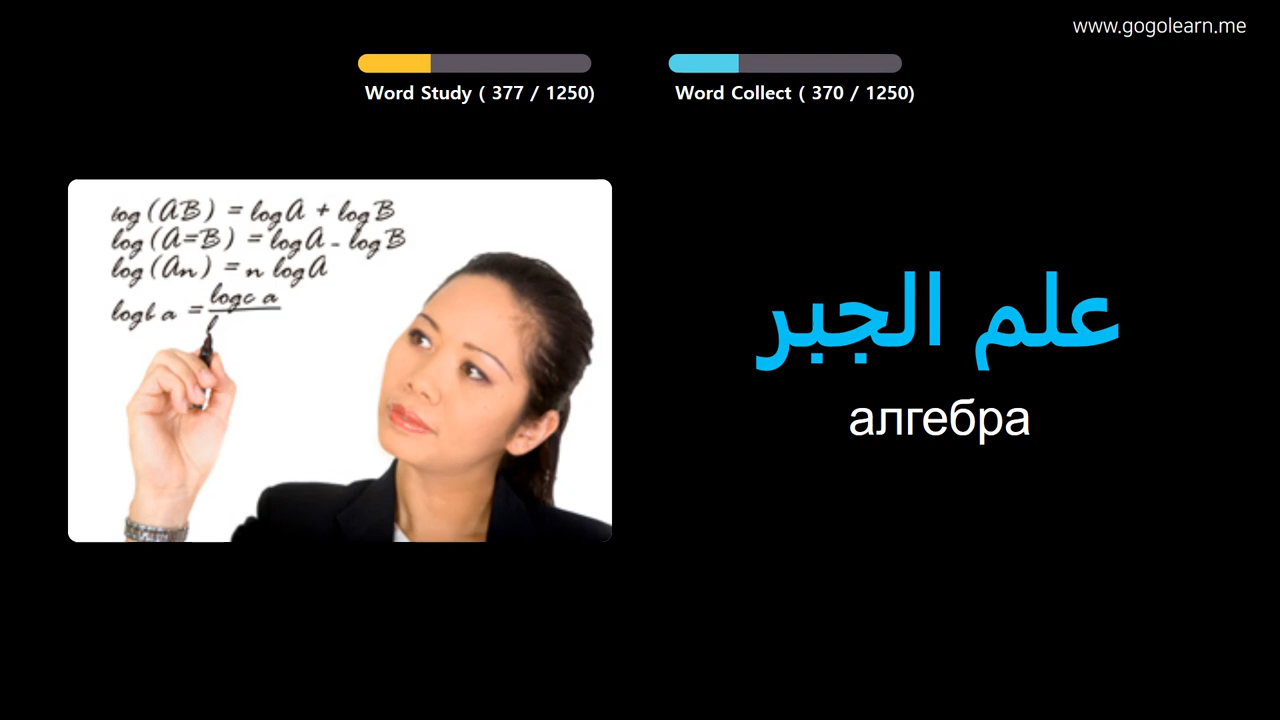 www.gogolearn.me
Word Study ( 377 / 1250)
Word Collect ( 370 / 1250)
log (AB) = log A + log B
log (A=B) = log A - log B
log (An) = n log A
logb a = logc a
علم الجبر
алгебра